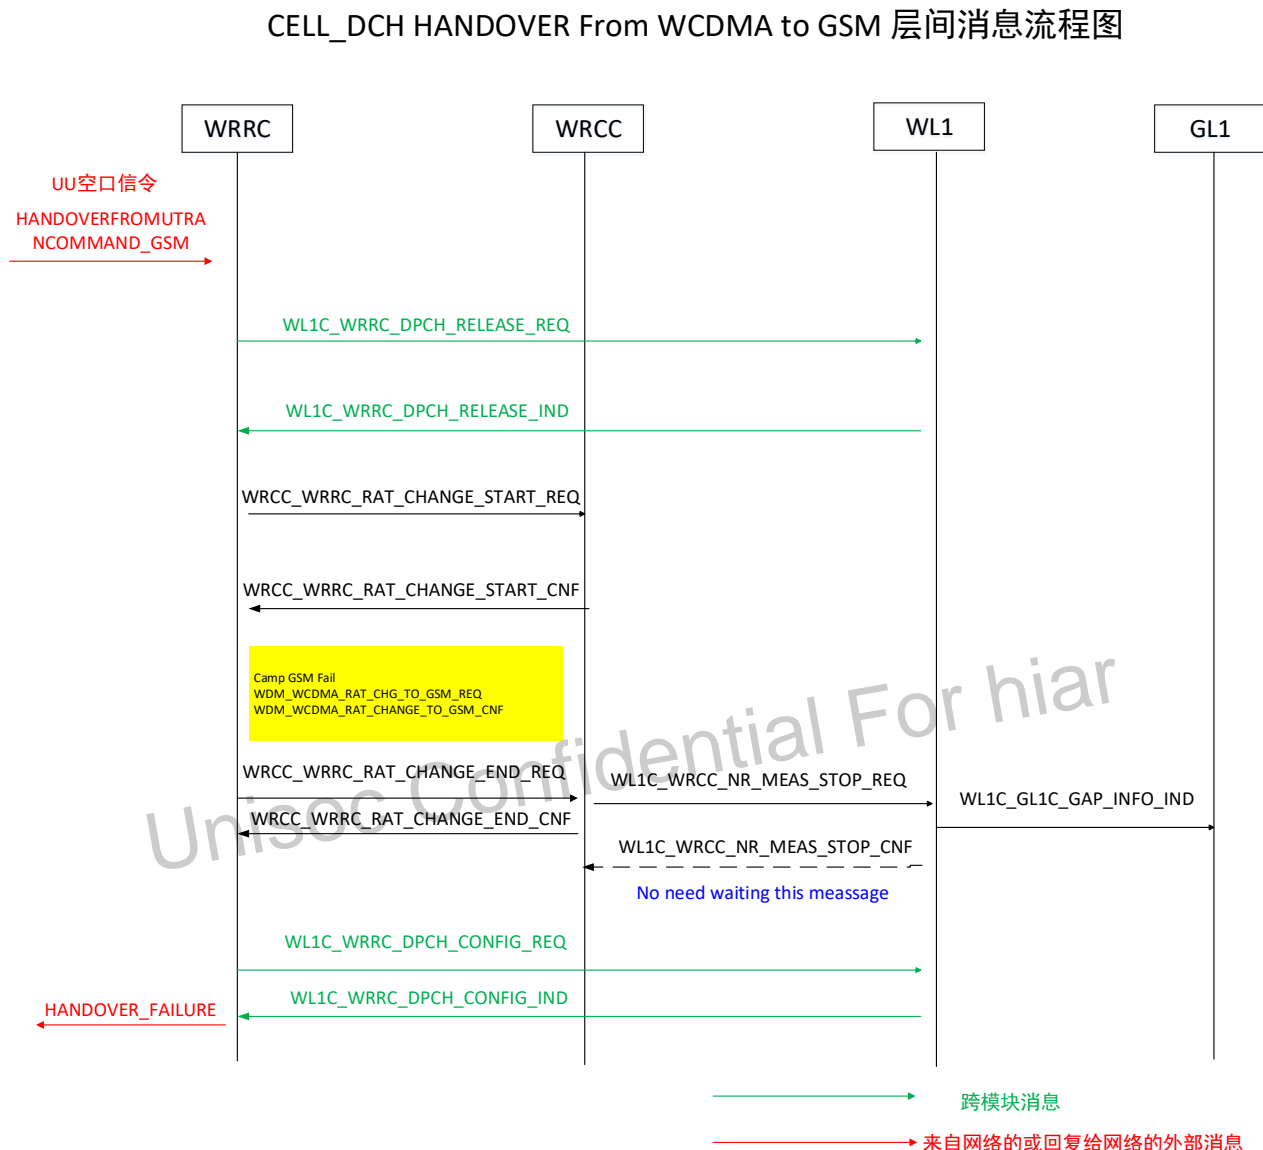 CELL_DCH HANDOVER From WCDMA to GSM 层间消息流程图
WRRC
WRCC
WL1
GL1
UU空口信令
HANDOVERFROMUTRA
NCOMMAND_GSM
WL1C_WRRC_DPCH_RELEASE_REQ
WL1C_WRRC_DPCH_RELEASE_IND
WRCC_WRRC_RAT_CHANGE_START_REQ
WRCC_WRRC_RAT_CHANGE_START_CNF
Camp GSM Fail
WDM_WCDMA_RAT_CHG_TO_GSM_REQ
WDM_WCDMA_RAT_CHANGE_TO_GSM_CNF
WRCC_WRRC_RAT_CHANGE_END_REQ
WL1C_WRCC_NR_MEAS_STOP_REQ
WL1C_GL1C_GAP_INFO_IND
WRCC_WRRC_RAT_CHANGE_END_CNF
WL1C_WRCC_NR_MEAS_STOP_CNF
No need waiting this meassage
WL1C_WRRC_DPCH_CONFIG_REQ
WL1C_WRRC_DPCH_CONFIG_IND
HANDOVER_FAILURE
跨模块消息
来自网络的或回复给网络的外部消息
Unisoc Confidential For hiar